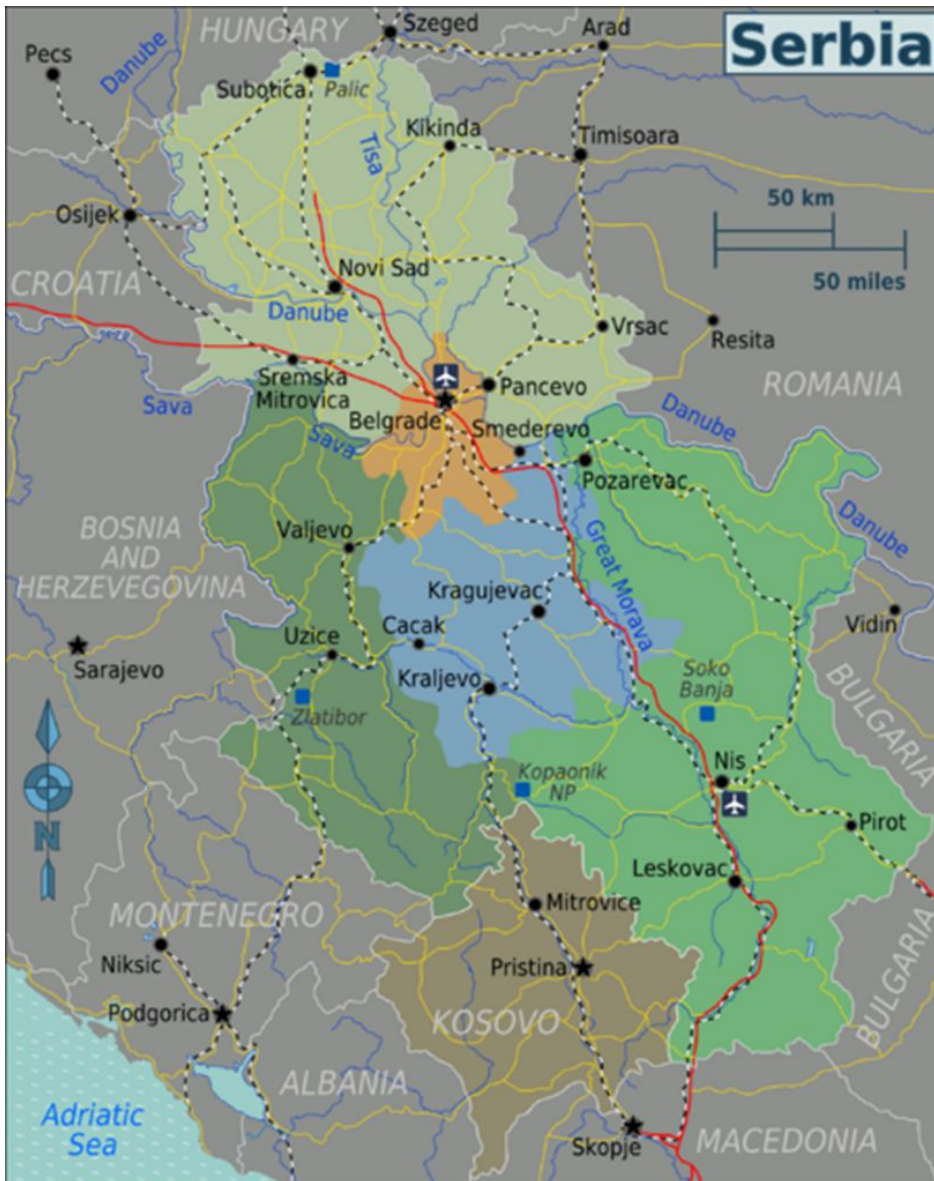 Serbia
HUNGARY
Szeged
Arad
Pecs
Danube
Subotica
Palic
Kikinda
Tisa
Timisoara
50 km
50 miles
Osijek
CROATIA
Novi Sad
Danube
Vrsac
Resita
Sremska
Mitrovica
Pancevo
ROMANIA
Sava
Belgrade
Smederevo
Danube
Sava
Pozarevac
BOSNIA
AND
HERZEVEGOVINA
Valjevo
Great Morava
Danube
Kragujevac
Vidin
Uzice
Cacak
Sarajevo
Kraljevo
Soko
Banja
BULGARIA
Zlatibor
Kopaonik
NP
Nis
N
Pirot
Leskovac
MONTENEGRO
Mitrovice
Niksic
Pristina
BULGARIA
Podgorica
KOSOVO
ALBANIA
Adriatic
Sea
Skopje
MACEDONIA